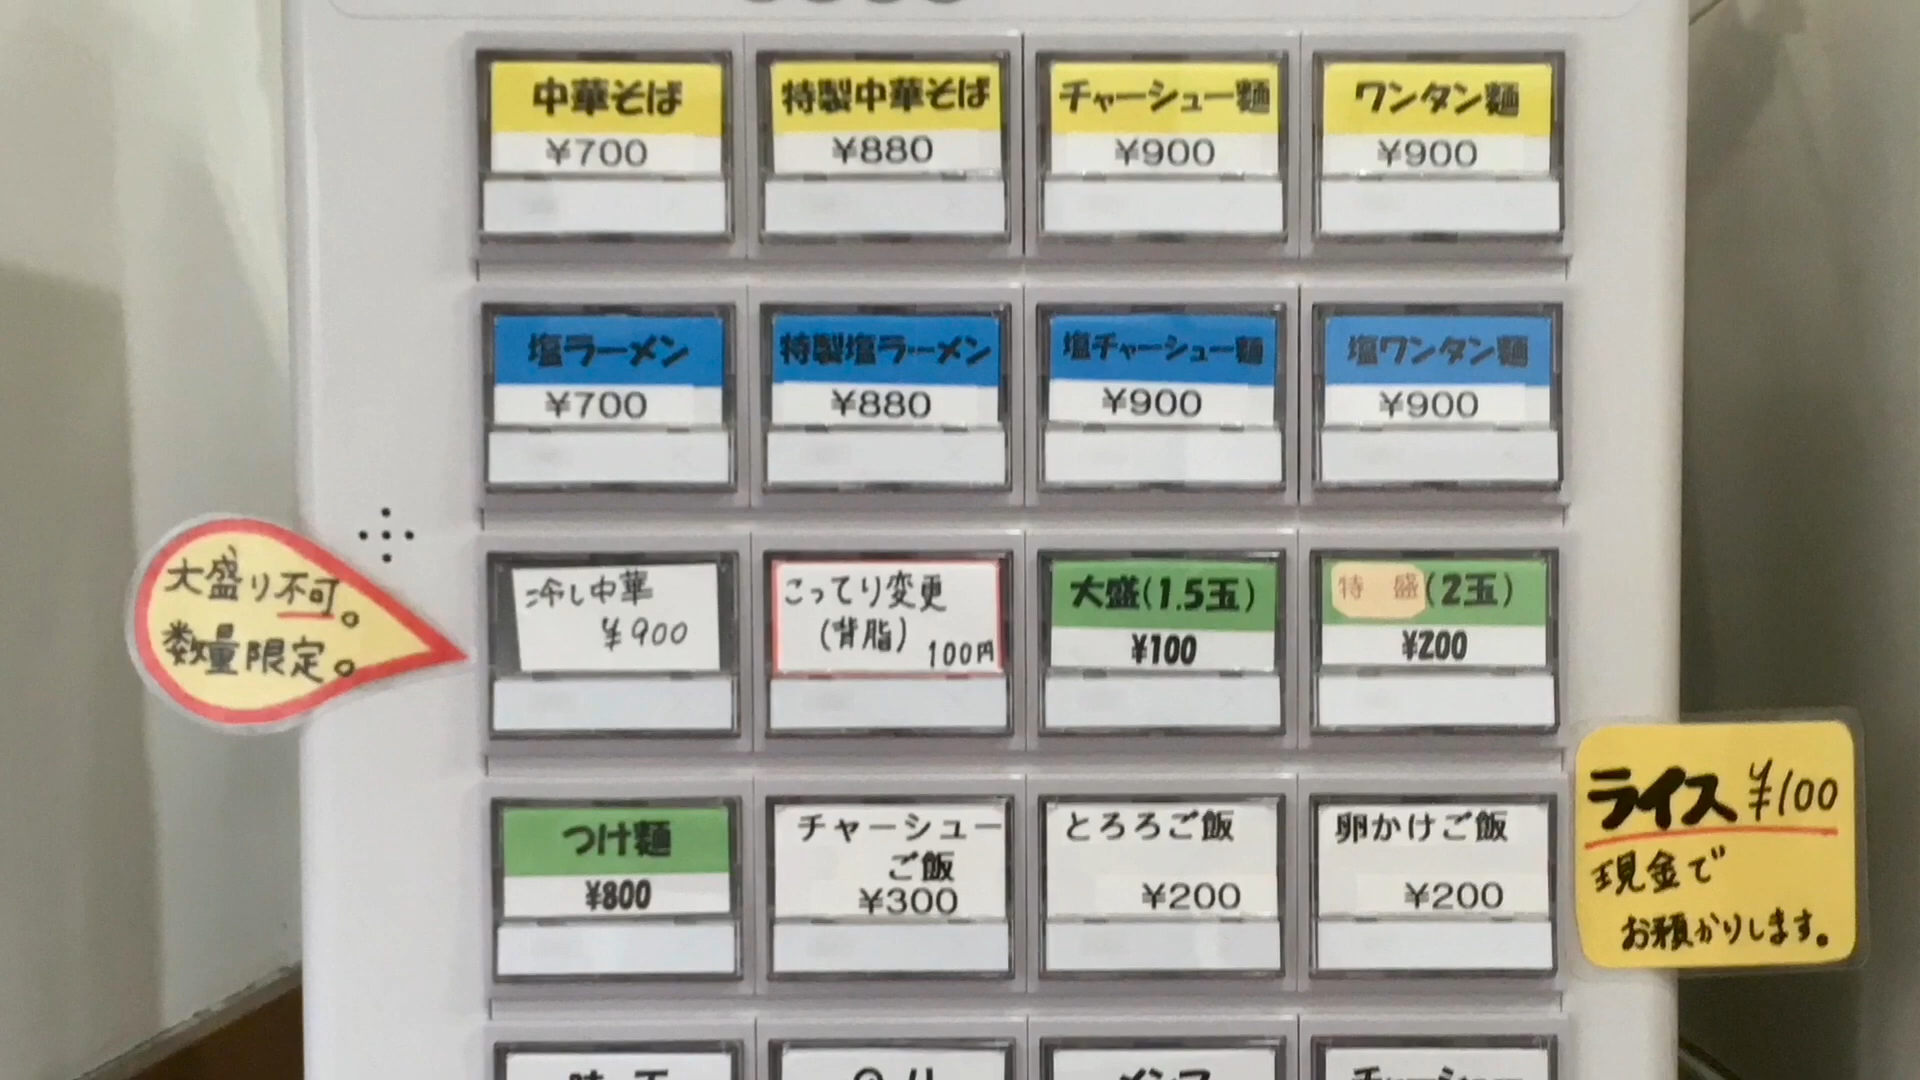 中華そば
¥700
特製中華そば
¥880
チャーシュー麺
¥900
ワンタン麺
¥900
塩ラーメン
¥700
特製塩ラーメン
¥880
塩チャーシュー麺
¥900
塩ワンタン麺
¥900
大盛り不可。
数量限定。
冷し中華
¥900
こってり変更
(背脂)
100円
大盛(1.5玉)
¥100
特 盛(2玉)
¥200
つけ麺
¥800
チャーシュー
ご飯
¥300
とろろご飯
¥200
卵かけご飯
¥200
ライス ¥100
現金で
お預かりします。